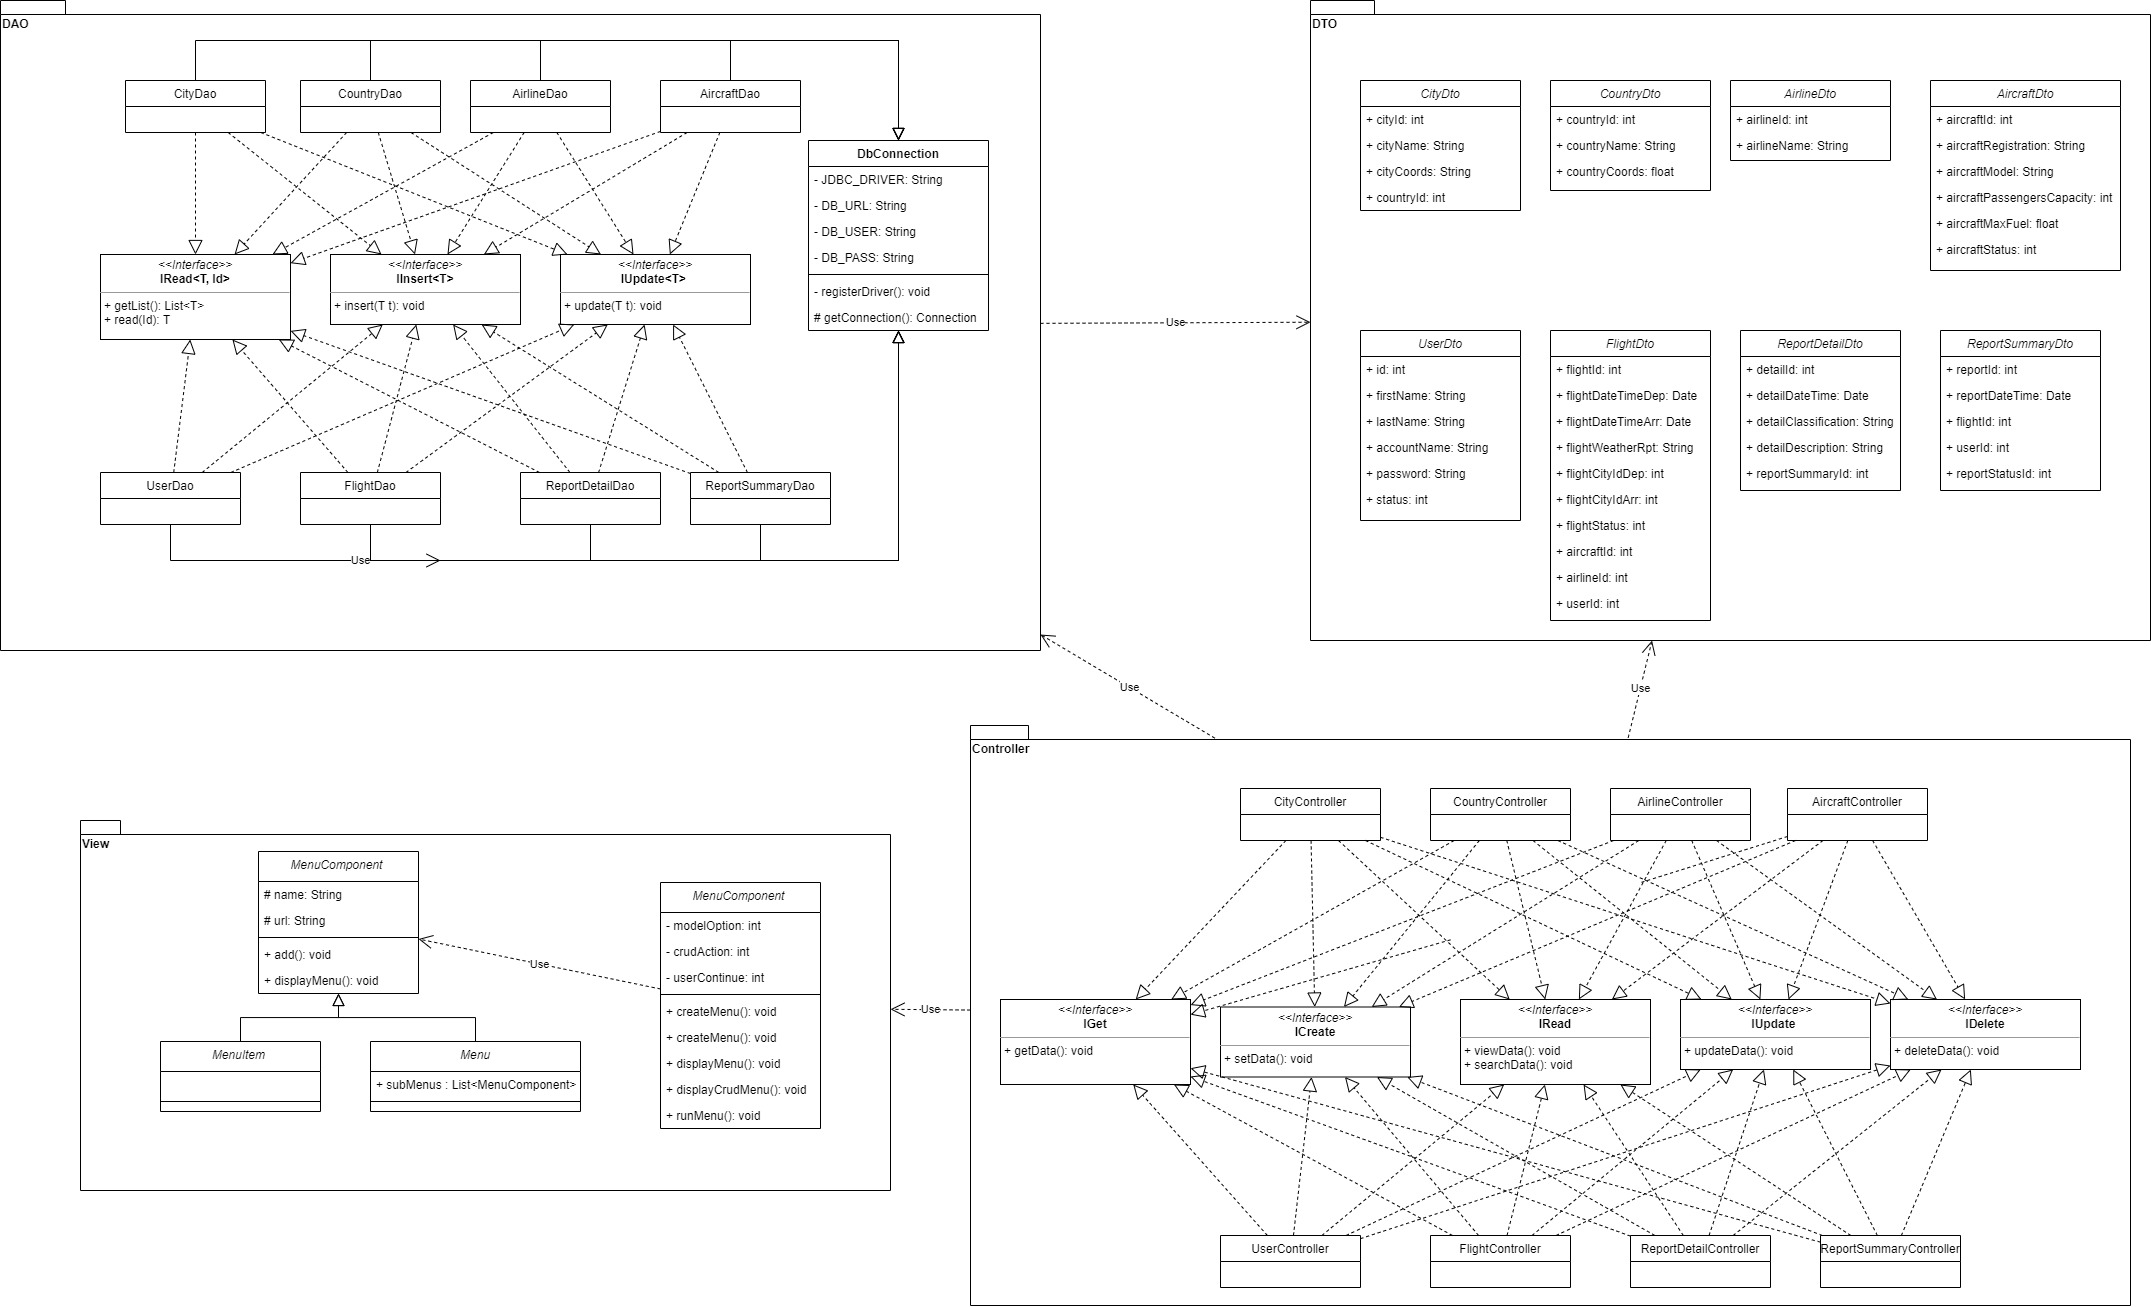 DAO
CityDao
CountryDao
AirlineDao
AircraftDao
DbConnection
- JDBC_DRIVER: String
- DB_URL: String
- DB_USER: String
- DB_PASS: String
- registerDriver(): void
# getConnection(): Connection
<<Interface>>
IRead<T, Id>
+ getList(): List<T>
+ read(Id): T
<<Interface>>
IInsert<T>
+ insert(T t): void
<<Interface>>
IUpdate<T>
+ update(T t): void
UserDao
FlightDao
ReportDetailDao
ReportSummaryDao
Use
Use
DTO
CityDto
+ cityId: int
+ cityName: String
+ cityCoords: String
+ countryId: int
CountryDto
+ countryId: int
+ countryName: String
+ countryCoords: float
AirlineDto
+ airlineId: int
+ airlineName: String
AircraftDto
+ aircraftId: int
+ aircraftRegistration: String
+ aircraftModel: String
+ aircraftPassengersCapacity: int
+ aircraftMaxFuel: float
+ aircraftStatus: int
UserDto
+ id: int
+ firstName: String
+ lastName: String
+ accountName: String
+ password: String
+ status: int
FlightDto
+ flightId: int
+ flightDateTimeDep: Date
+ flightDateTimeArr: Date
+ flightWeatherRpt: String
+ flightCityIdDep: int
+ flightCityIdArr: int
+ flightStatus: int
+ aircraftId: int
+ airlineId: int
+ userId: int
ReportDetailDto
+ detailId: int
+ detailDateTime: Date
+ detailClassification: String
+ detailDescription: String
+ reportSummaryId: int
ReportSummaryDto
+ reportId: int
+ reportDateTime: Date
+ flightId: int
+ userId: int
+ reportStatusId: int
Use
Use
View
MenuComponent
# name: String
# url: String
+ add(): void
+ displayMenu(): void
MenuItem
Menu
+ subMenus : List<MenuComponent>
Use
MenuComponent
- modelOption: int
- crudAction: int
- userContinue: int
+ createMenu(): void
+ createMenu(): void
+ displayMenu(): void
+ displayCrudMenu(): void
+ runMenu(): void
Use
Controller
CityController
CountryController
AirlineController
AircraftController
<<Interface>>
IGet
+ getData(): void
<<Interface>>
ICreate
+ setData(): void
<<Interface>>
IRead
+ viewData(): void
+ searchData(): void
<<Interface>>
IUpdate
+ updateData(): void
<<Interface>>
IDelete
+ deleteData(): void
UserController
FlightController
ReportDetailController
ReportSummaryController